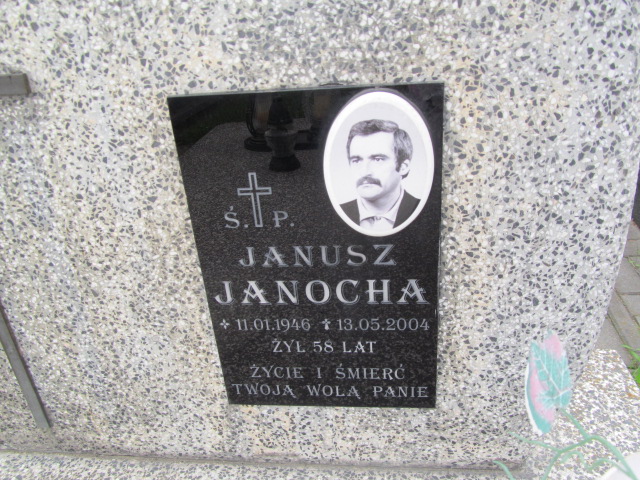 Ś. P.
JANUSZ
JANOCHA
11.01.1946 13.05.2004
ŻYŁ 58 LAT
ŻYCIE I ŚMIERĆ
TWOJĄ WOLĄ PANIE